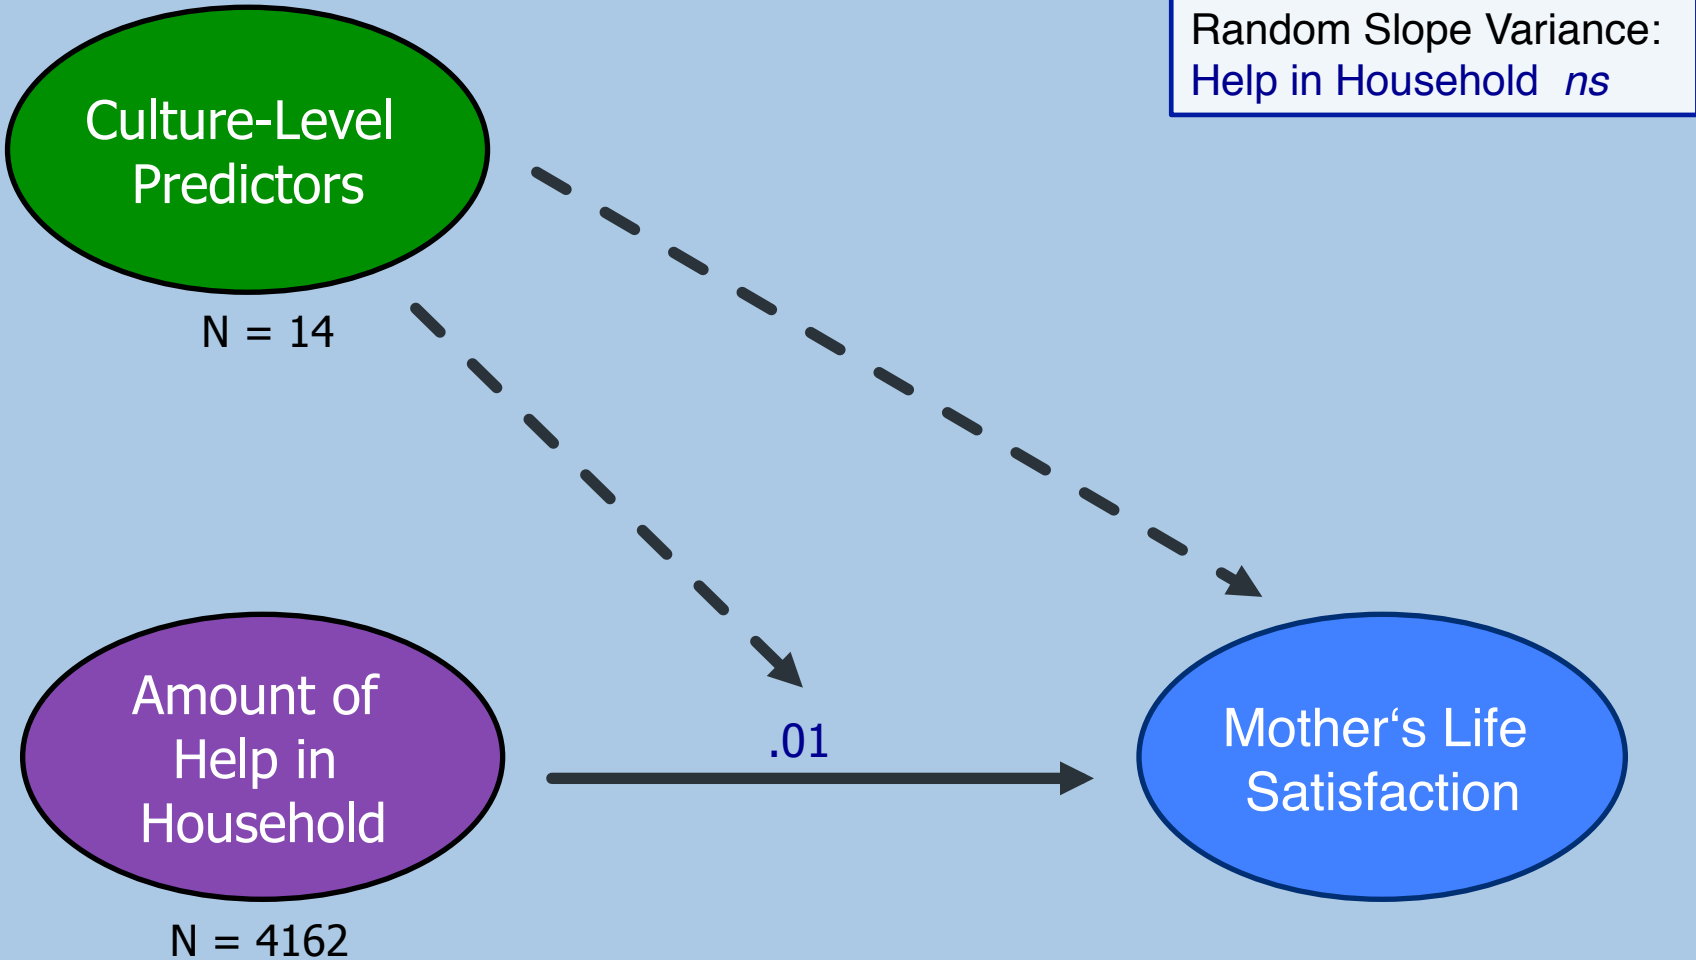 Random Slope Variance:
Help in Household ns
Culture-Level
Predictors
N = 14
Amount of
Help in
Household
N = 4162
.01
Mother‘s Life
Satisfaction